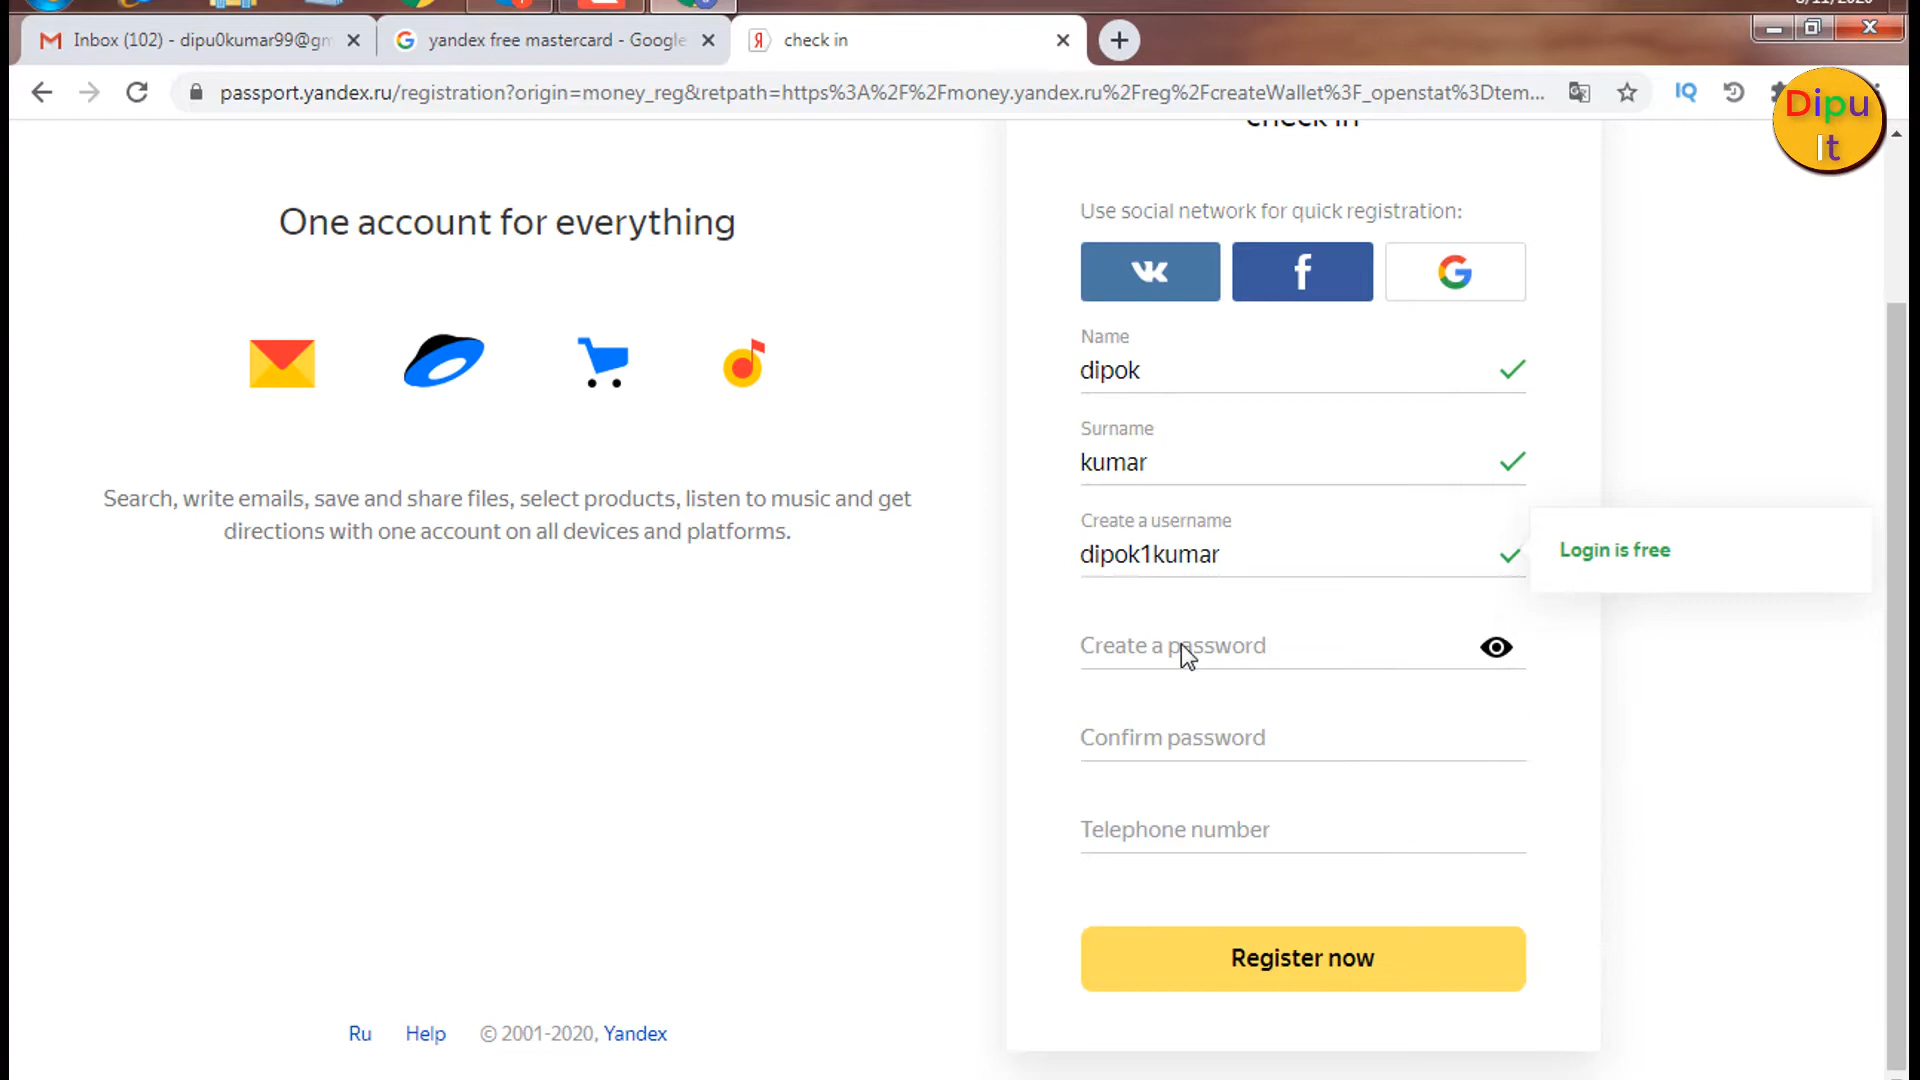 Inbox (102) - dipu0kumar99@gm
yandex free mastercard - Google
Я check in
passport.yandex.ru/registration?origin=money_reg&retpath=https%3A%2F%2Fmoney.yandex.ru%2Freg%2FcreateWallet%3F_openstat%3Dtem...
IQ
Dipu
It
check in
One account for everything
Use social network for quick registration:
Name
dipok
Surname
kumar
Search, write emails, save and share files, select products, listen to music and get
directions with one account on all devices and platforms.
Create a username
dipok1kumar
Login is free
Create a password
Confirm password
Telephone number
Register now
Ru Help © 2001-2020, Yandex